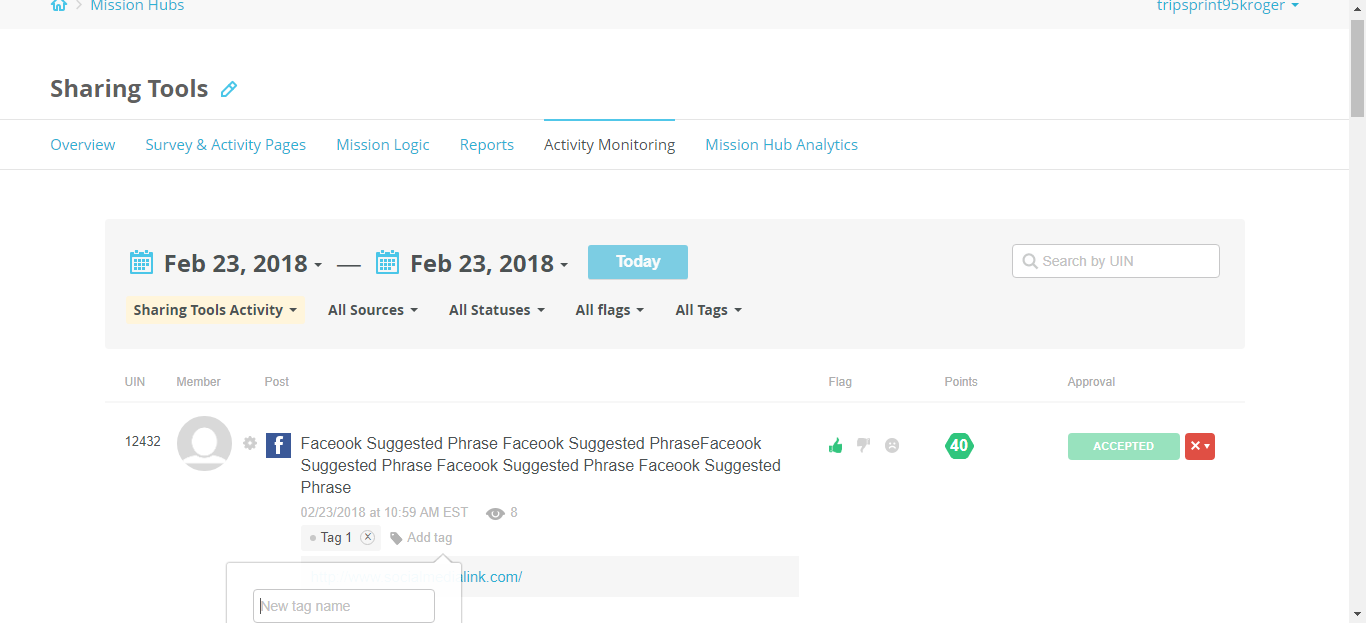 Mission Hubs
tripsprint95kroger
Sharing Tools
Overview Survey & Activity Pages Mission Logic Reports Activity Monitoring Mission Hub Analytics
Feb 23, 2018 — Feb 23, 2018 Today Search by UIN
Sharing Tools Activity All Sources All Statuses All flags All Tags
UIN Member Post Flag Points Approval
12432 f Faceook Suggested Phrase Faceook Suggested PhraseFaceook 40 ACCEPTED
Suggested Phrase Faceook Suggested Phrase Faceook Suggested
Phrase
02/23/2018 at 10:59 AM EST 8
Tag 1 Add tag
link.com/
New tag name